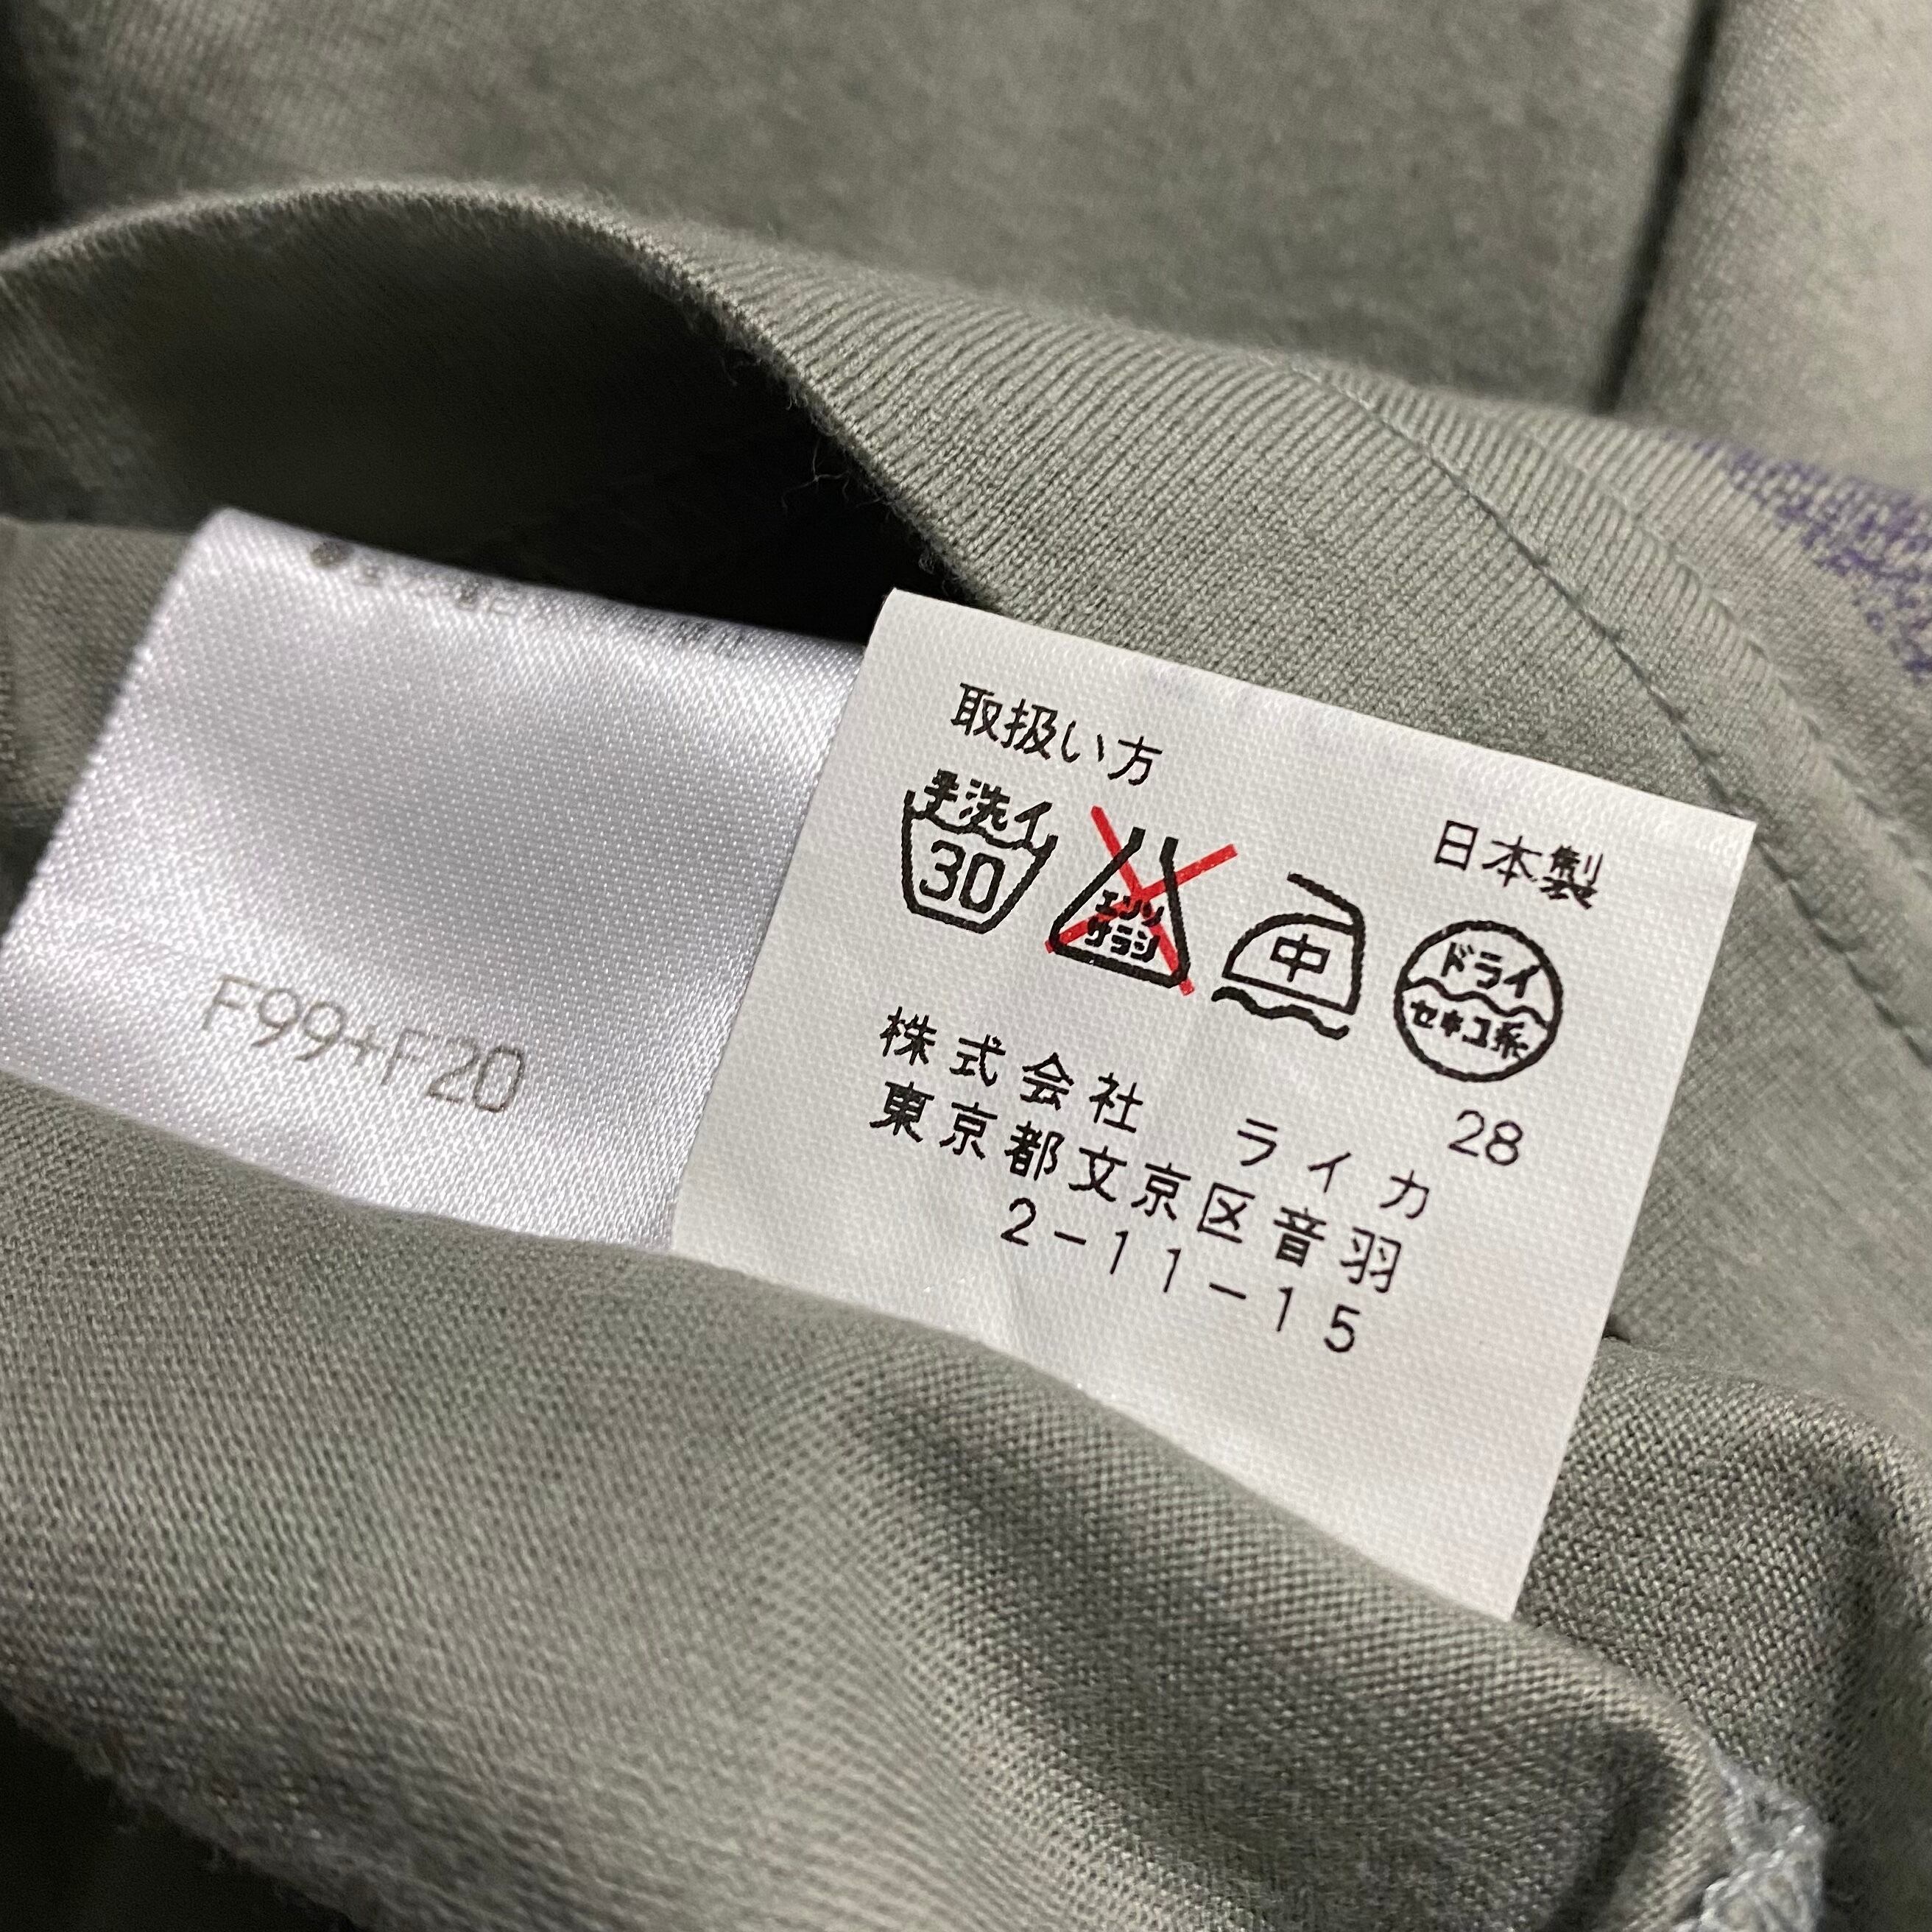 F99+F20
取扱い方
日本製
手洗イ
30
エンソ
サラシ
中
ドライ
セキユ系
28
株式会社 ライカ
東京都文京区音羽
2-11-15